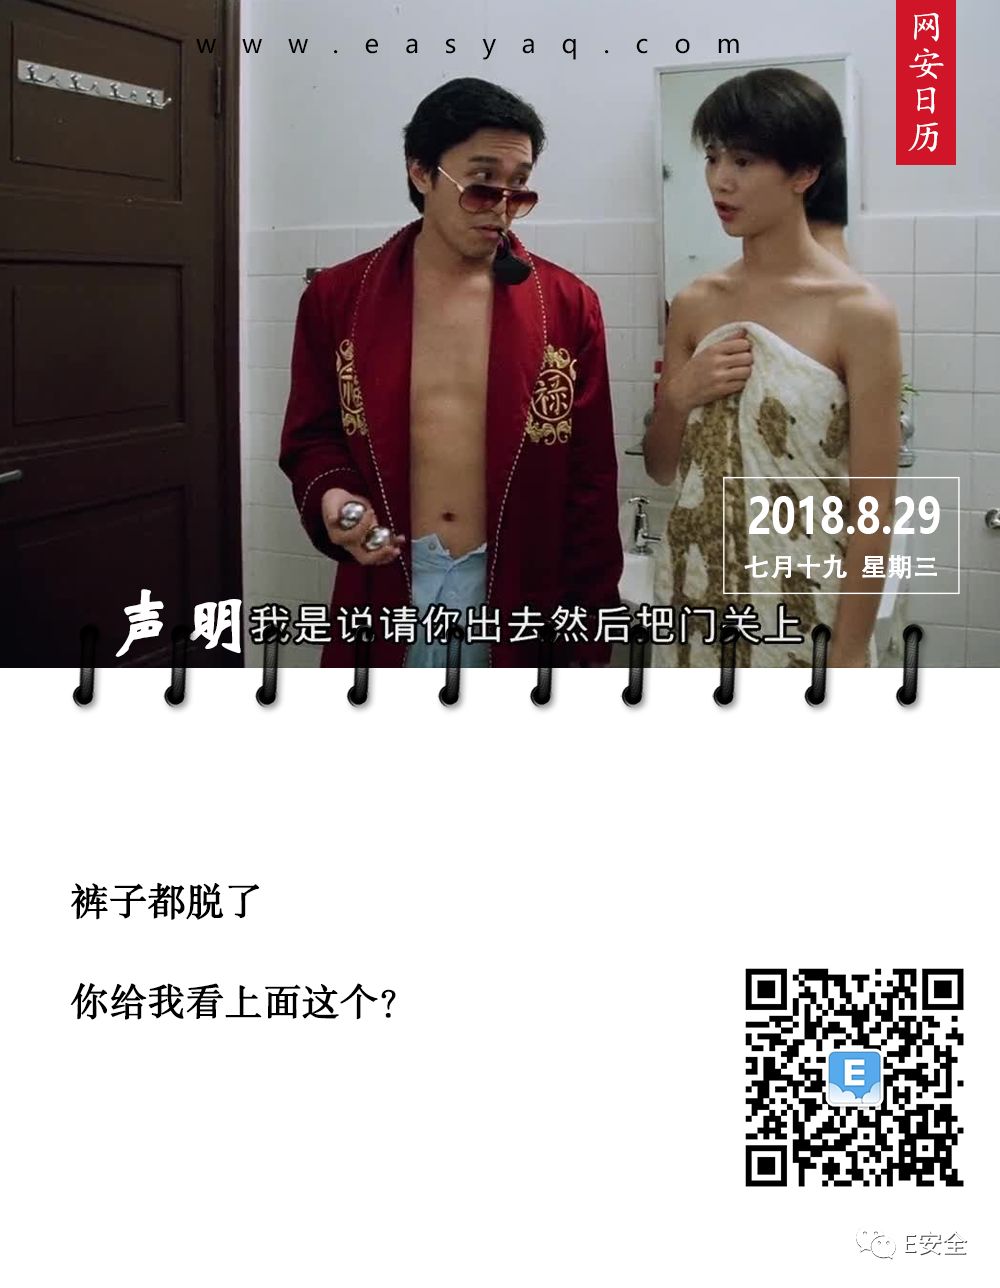 www.easyaq.com
网安日历
福
禄
2018.8.29
七月十九 星期三
声明
我是说请你出去然后把门关上
裤子都脱了
你给我看上面这个?
E
E安全